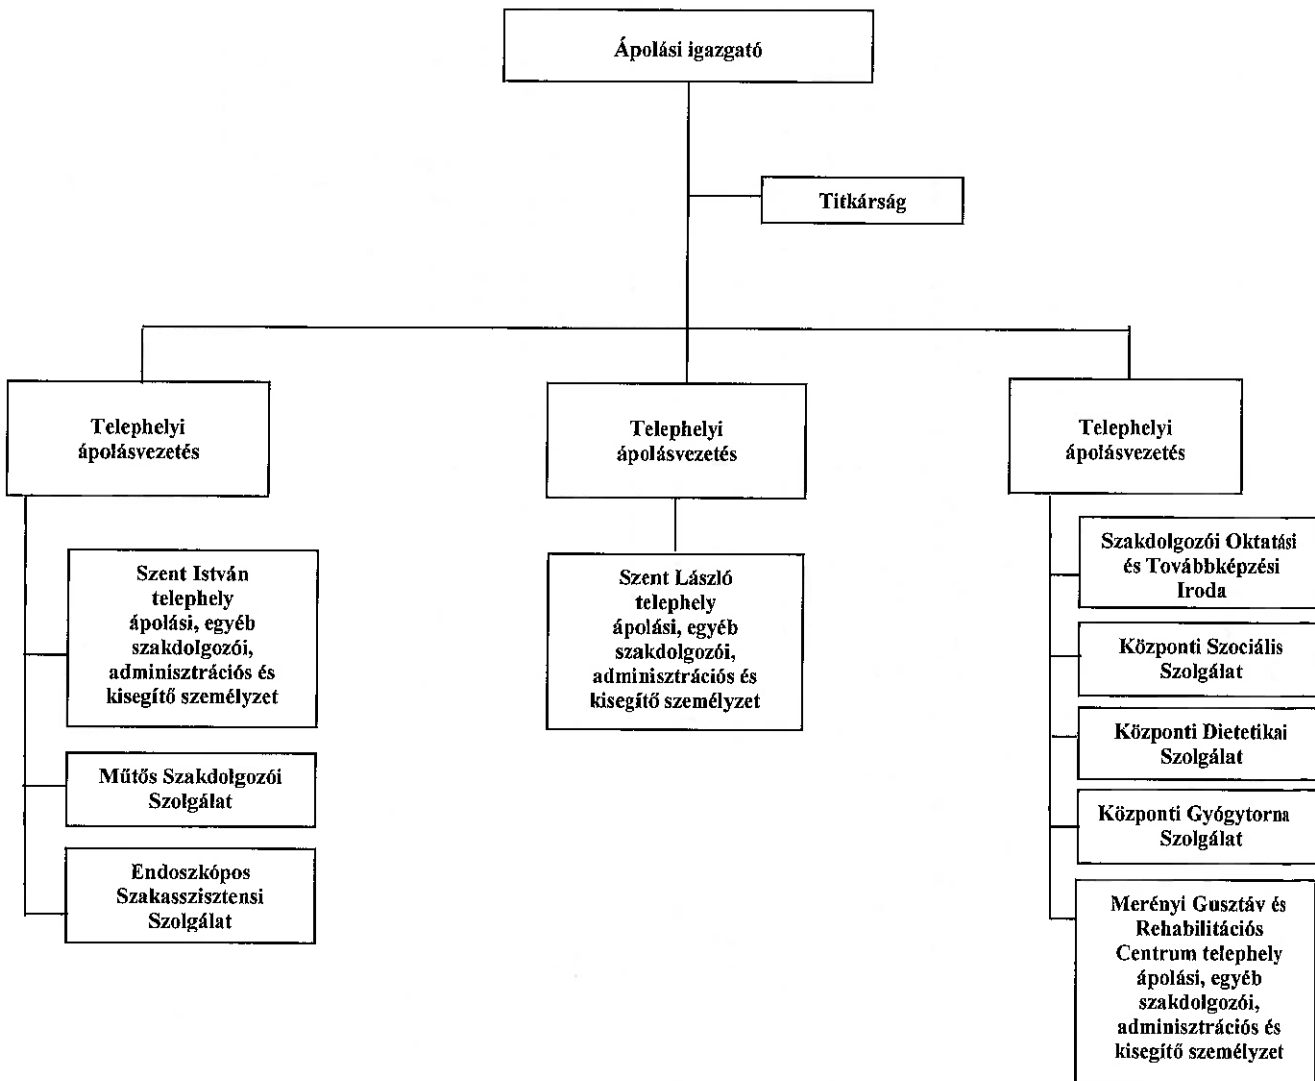 Ápolási igazgató
Titkárság
Telephelyi
ápolásvezetés
Szent István
telephely
ápolási, egyéb
szakdolgozói,
adminisztrációs és
kisegítő személyzet
Műtős Szakdolgozói
Szolgálat
Endoszkópos
Szakasszisztensi
Szolgálat
Telephelyi
ápolásvezetés
Szent László
telephely
ápolási, egyéb
szakdolgozói,
adminisztrációs és
kisegítő személyzet
Telephelyi
ápolásvezetés
Szakdolgozói Oktatási
és Továbbképzési
Iroda
Központi Szociális
Szolgálat
Központi Dietetikai
Szolgálat
Központi Gyógytorna
Szolgálat
Merényi Gusztáv és
Rehabilitációs
Centrum telephely
ápolási, egyéb
szakdolgozói,
adminisztrációs és
kisegítő személyzet